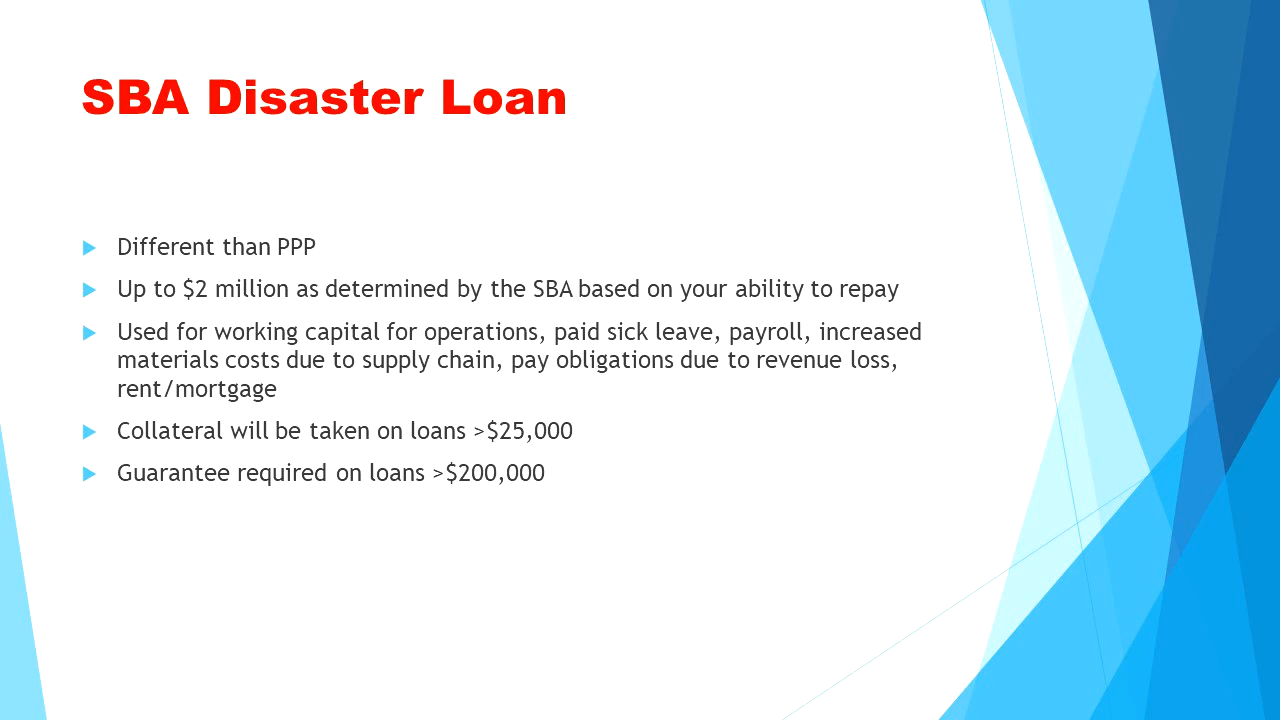 SBA Disaster Loan
Different than PPP
Up to $2 million as determined by the SBA based on your ability to repay
Used for working capital for operations, paid sick leave, payroll, increased
materials costs due to supply chain, pay obligations due to revenue loss,
rent/mortgage
Collateral will be taken on loans >$25,000
Guarantee required on loans >$200,000